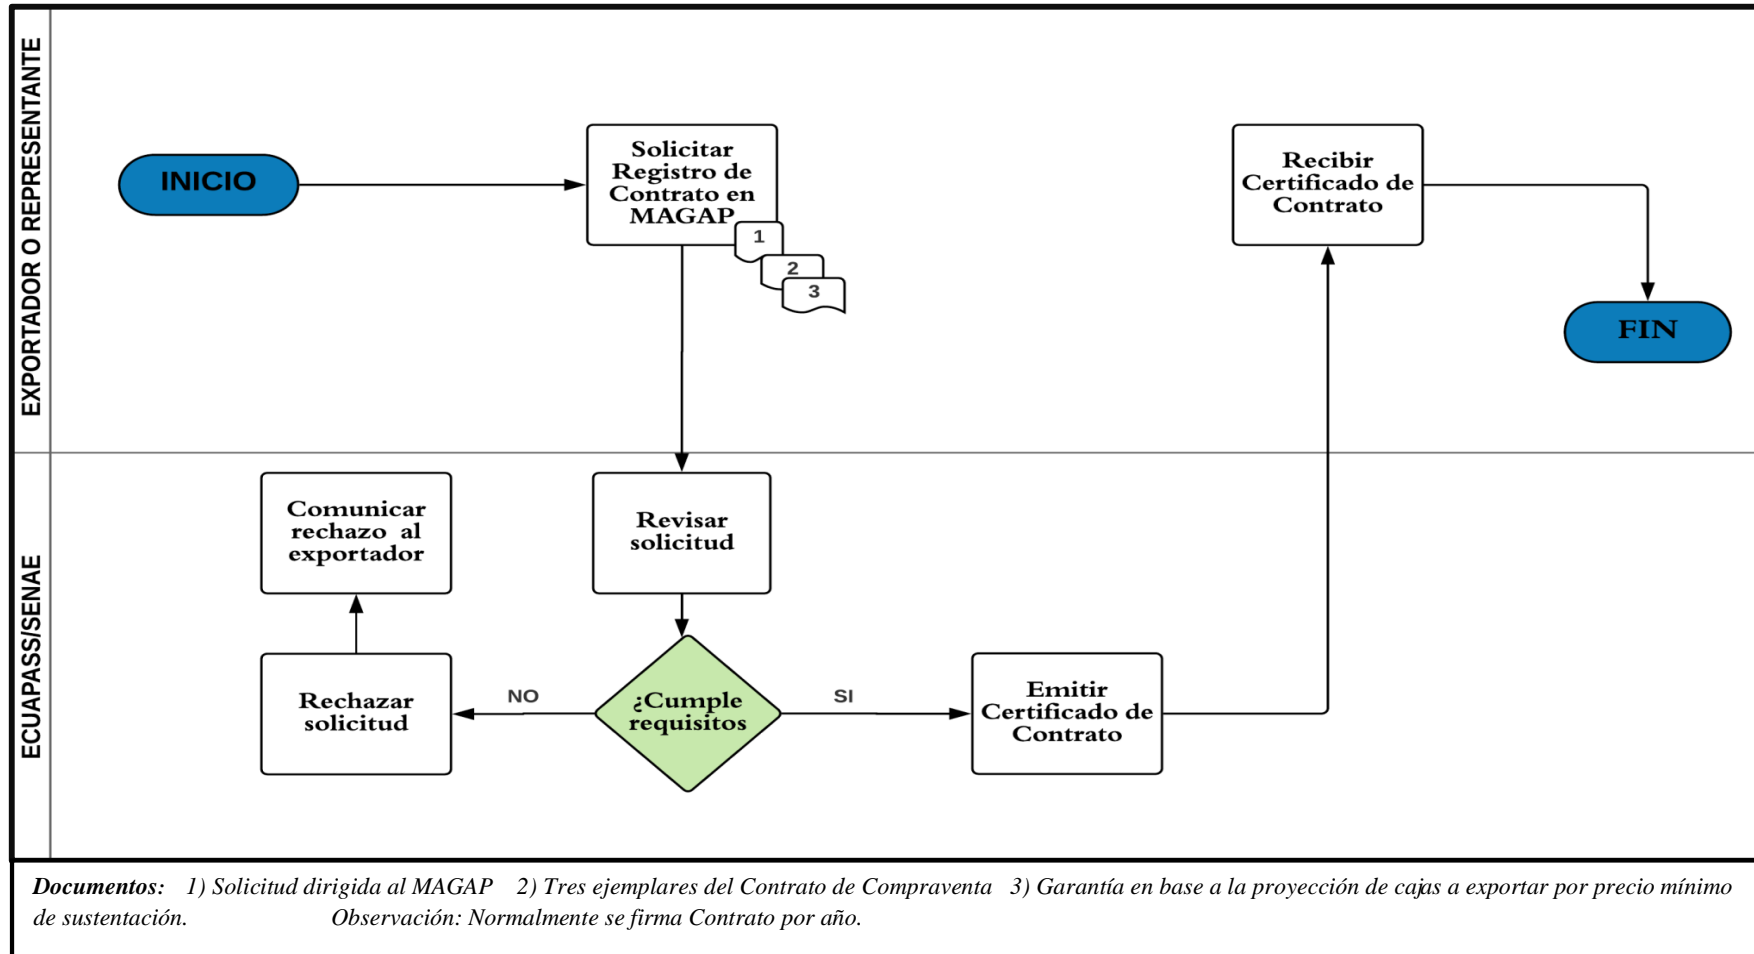 EXPORTADOR O REPRESENTANTE
INICIO
Solicitar
Registro de
Contrato en
MAGAP
1
2
3
Recibir
Certificado de
Contrato
FIN
ECUAPASS/SENAE
Comunicar
rechazo al
exportador
Revisar
solicitud
Rechazar
solicitud
NO
¿Cumple
requisitos
SI
Emitir
Certificado de
Contrato
Documentos: 1) Solicitud dirigida al MAGAP 2) Tres ejemplares del Contrato de Compraventa 3) Garantía en base a la proyección de cajas a exportar por precio mínimo
de sustentación. Observación: Normalmente se firma Contrato por año.